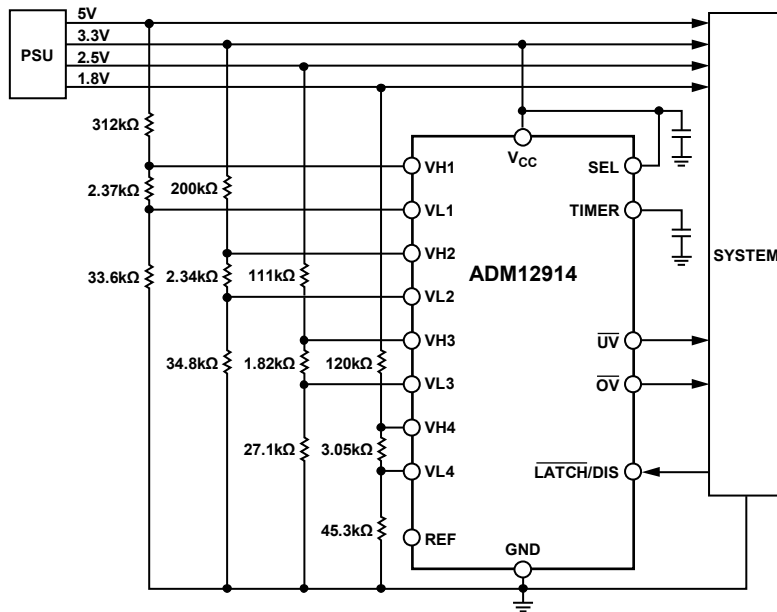 5V
3.3V
PSU
2.5V
1.8V
312kΩ
VCC
VH1
SEL
2.37kΩ
200kΩ
VL1
TIMER
VH2
ADM12914
SYSTEM
33.6kΩ
2.34kΩ
111kΩ
VL2
VH3
UV
34.8kΩ
1.82kΩ
120kΩ
VL3
OV
VH4
27.1kΩ
3.05kΩ
VL4
LATCH/DIS
45.3kΩ
REF
GND